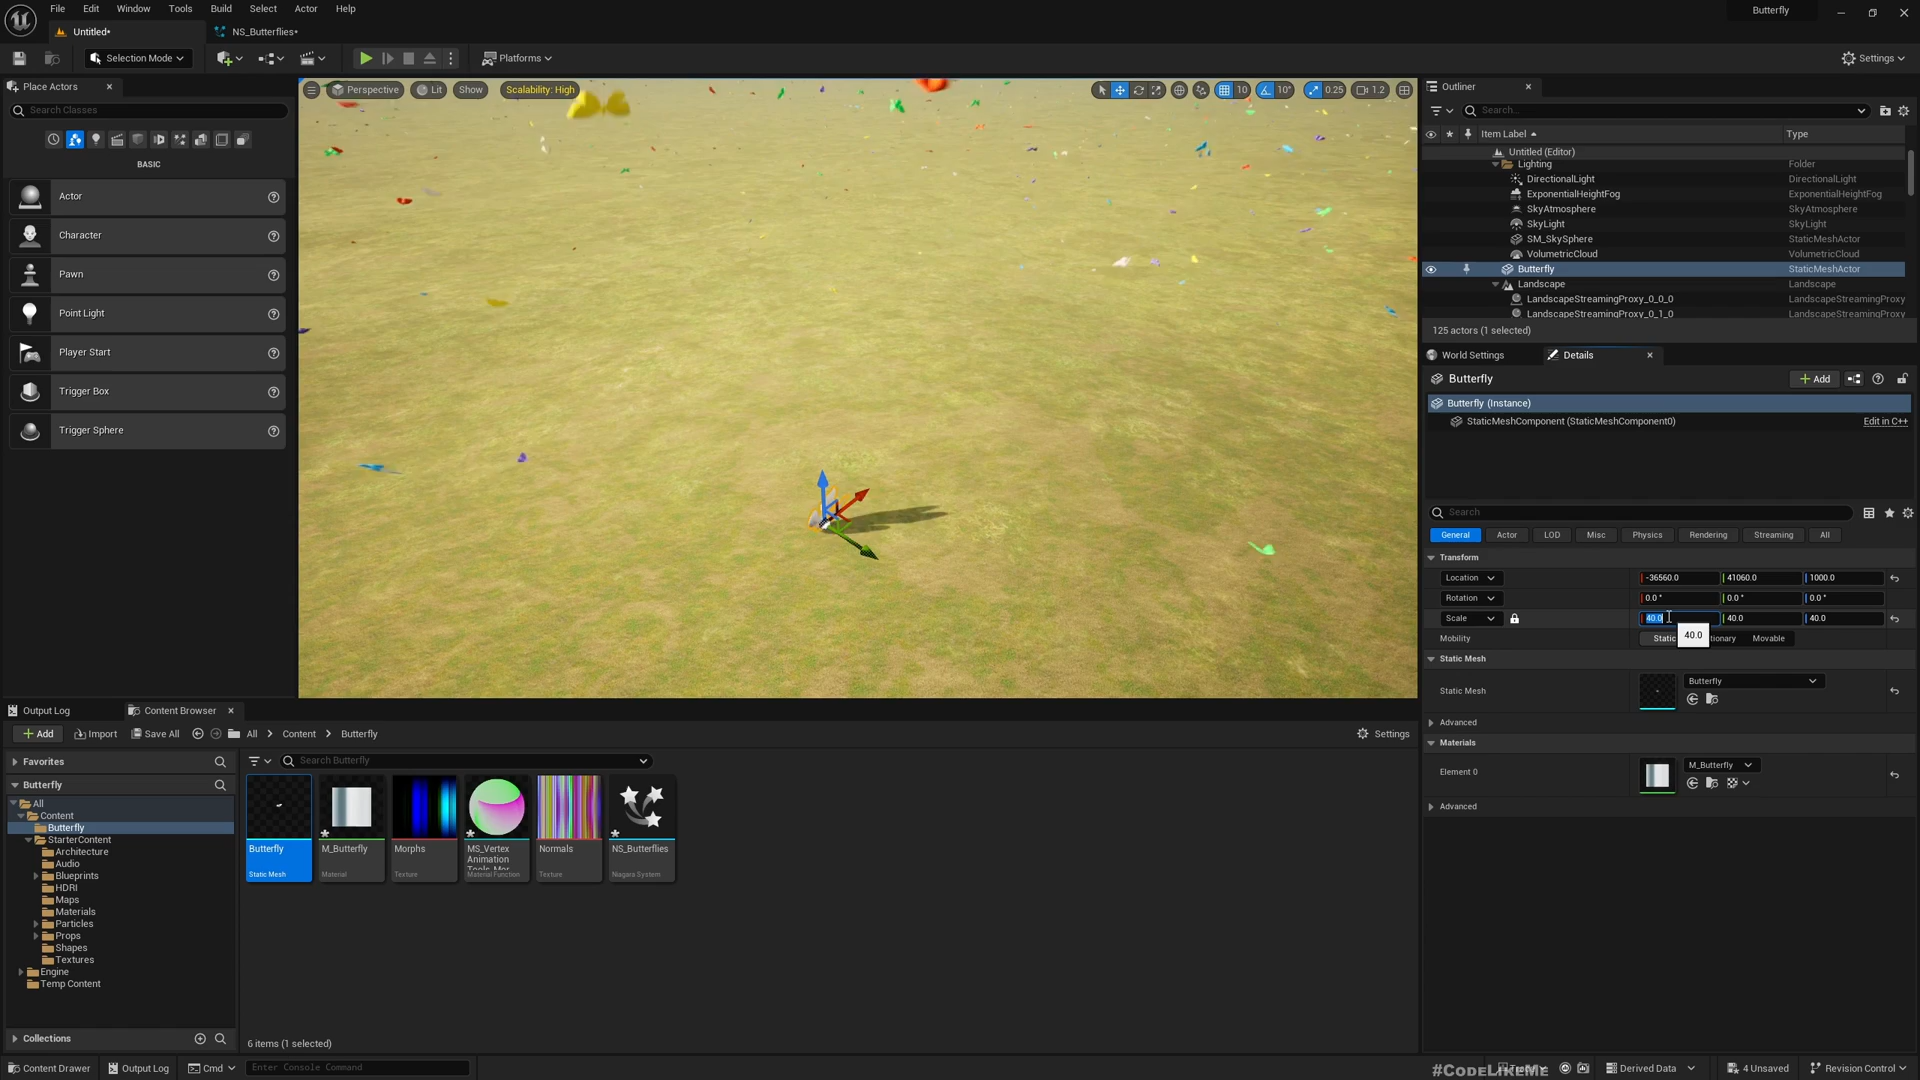 File Edit Window Tools Build Select Actor Help
Butterfly
Untitled*
NS_Butterflies*
Selection Mode
Platforms
Settings
Place Actors
Search Classes
BASIC
Actor
Character
Pawn
Point Light
Player Start
Trigger Box
Trigger Sphere
Perspective Lit Show Scalability: High
10 10° 0.25 1.2
Outliner
Search...
Item Label Type
Untitled (Editor)
Lighting Folder
DirectionalLight DirectionalLight
ExponentialHeightFog ExponentialHeightFog
SkyAtmosphere SkyAtmosphere
SkyLight SkyLight
SM_SkySphere StaticMeshActor
VolumetricCloud VolumetricCloud
Butterfly StaticMeshActor
Landscape Landscape
LandscapeStreamingProxy_0_0_0 LandscapeStreamingProxy
LandscapeStreamingProxy_0_1_0 LandscapeStreamingProxy
125 actors (1 selected)
World Settings Details
Butterfly
Add
Butterfly (Instance)
StaticMeshComponent (StaticMeshComponent0) Edit in C++
Search
General Actor LOD Misc Physics Rendering Streaming All
Transform
Location -36560.0 41060.0 1000.0
Rotation 0.0 ° 0.0 ° 0.0 °
Scale 40.0 40.0 40.0
40.0
Mobility Static tionary Movable
Static Mesh
Static Mesh Butterfly
Advanced
Materials
Element 0 M_Butterfly
Advanced
Output Log Content Browser
Add Import Save All All Content Butterfly Settings
Favorites
Search Butterfly
Butterfly
All
Content
Butterfly
StarterContent
Architecture
Audio
Blueprints
HDRI
Maps
Materials
Particles
Props
Shapes
Textures
Engine
Temp Content
Collections
Butterfly
Static Mesh
M_Butterfly
Material
Morphs
Texture
MS_Vertex
Animation
Material Function
Normals
Texture
NS_Butterflies
Niagara System
6 items (1 selected)
Content Drawer Output Log Cmd Enter Console Command
#CodeLikeMe
Derived Data 4 Unsaved Revision Control